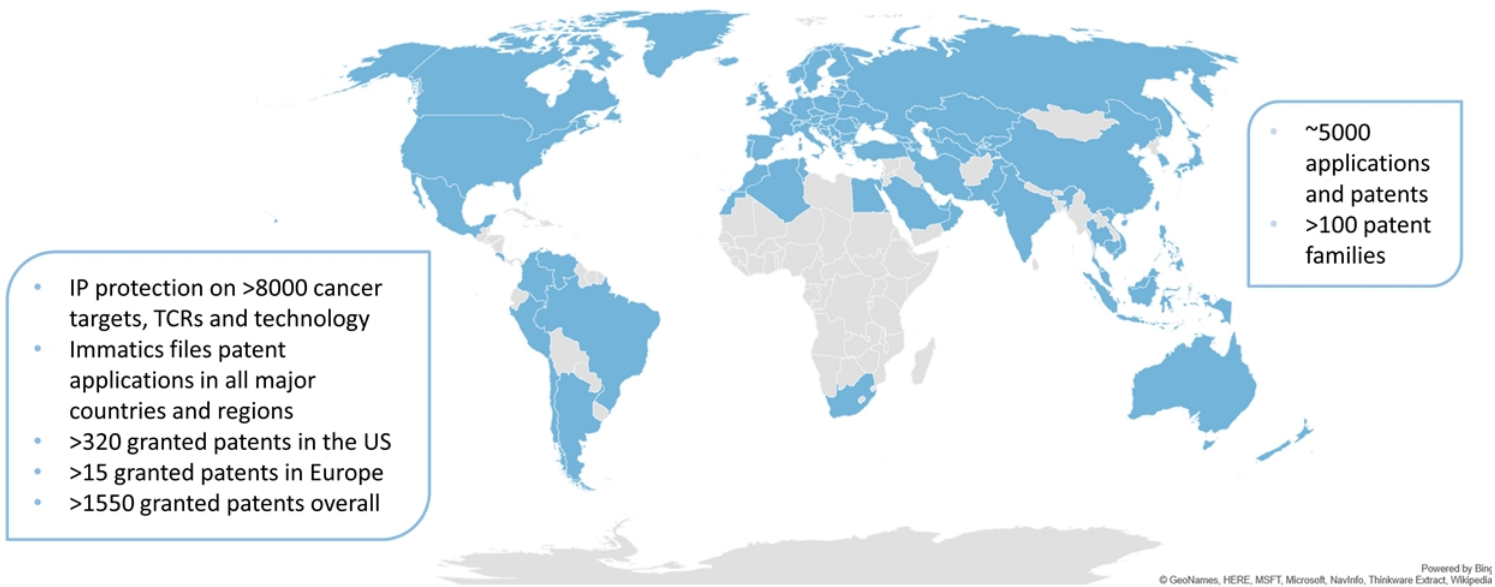 IP protection on >8000 cancer
targets, TCRs and technology
Immatics files patent
applications in all major
countries and regions
>320 granted patents in the US
>15 granted patents in Europe
>1550 granted patents overall
~5000
applications
and patents
>100 patent
families
Powered by Bing
© GeoNames, HERE, MSFT, Microsoft, NavInfo, Thinkware Extract, Wikipedia